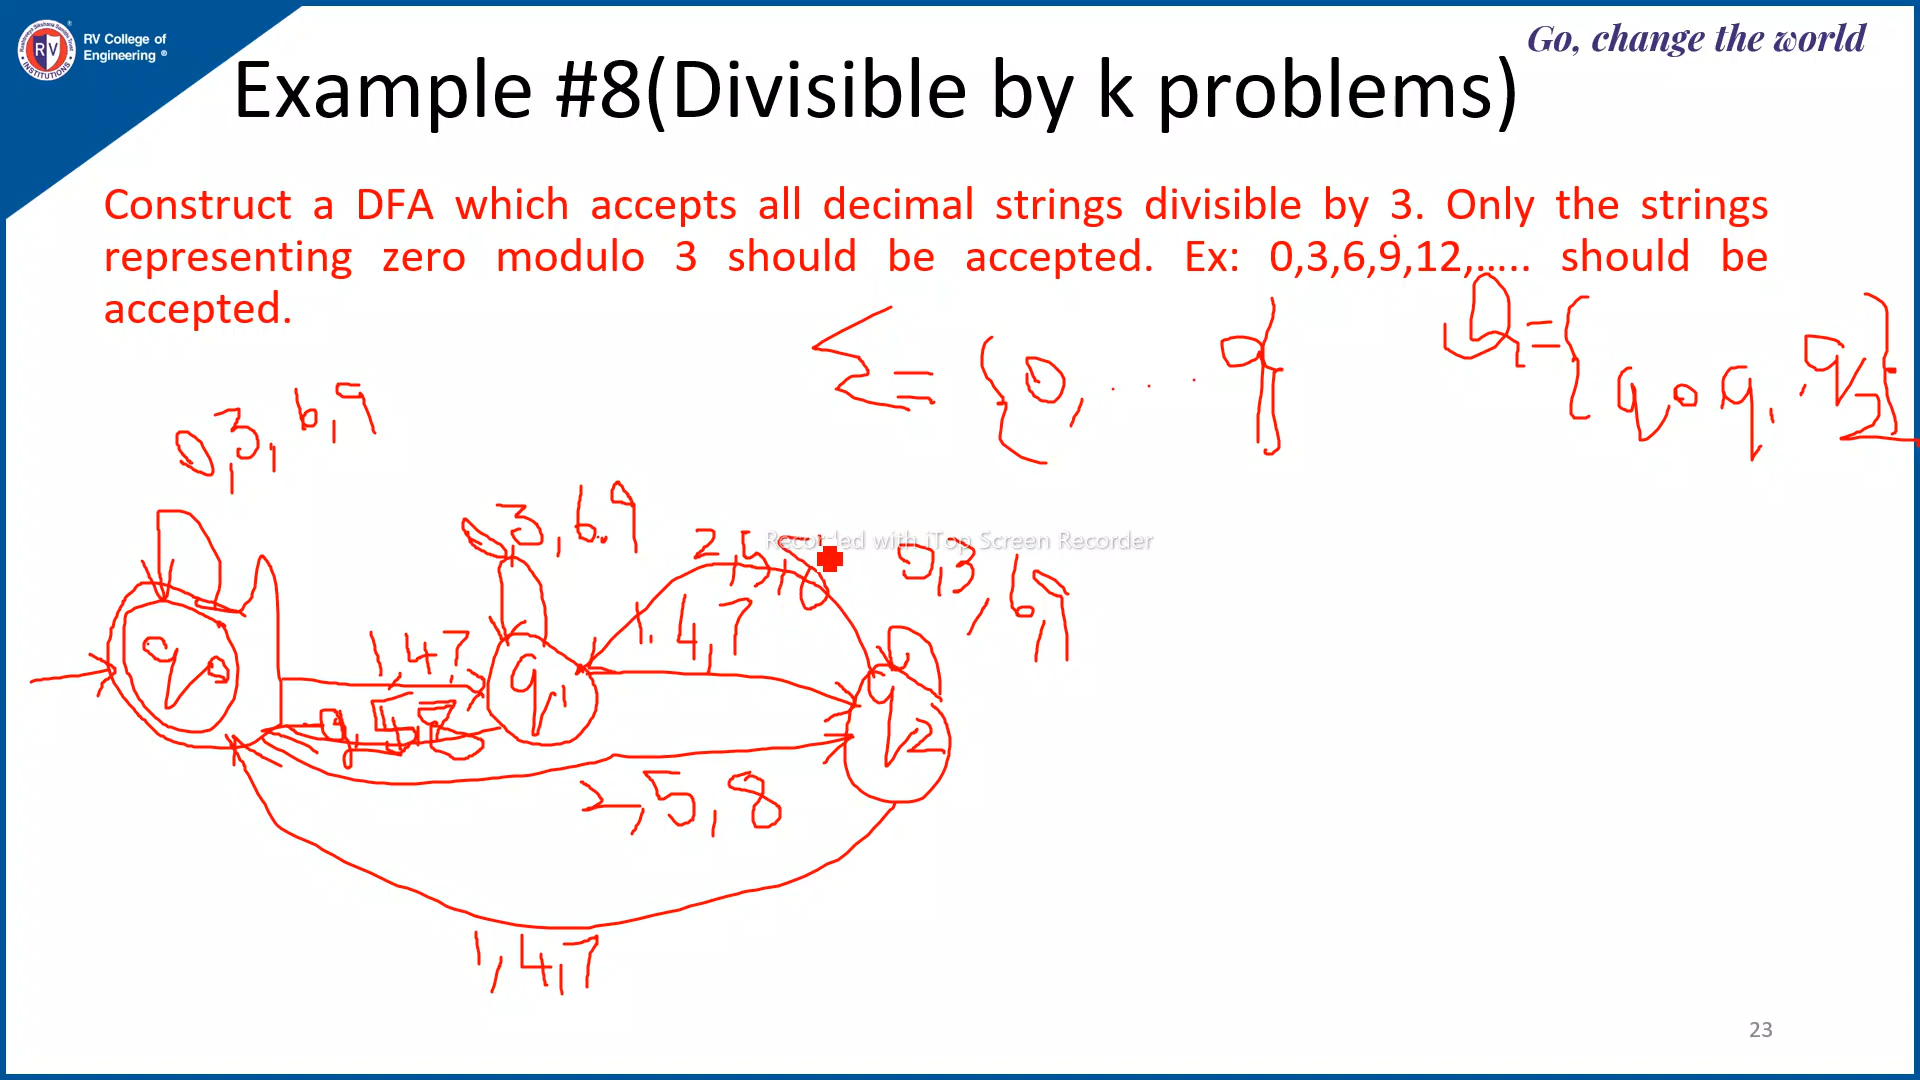 RV College of
Engineering ®
Go, change the world
Example #8(Divisible by k problems)
Construct a DFA which accepts all decimal strings divisible by 3. Only the strings
representing zero modulo 3 should be accepted. Ex: 0,3,6,9,12,..... should be
accepted.
Σ = {0, . . . 9}
Q = {q0 q1, q2}
0,3,6,9
3,6,9
2,5,8
Recorded with iTop Screen Recorder
0,3,6,9
1,4,7
1,4,7
q0
q1
q2
2,5,8
1,4,7
23